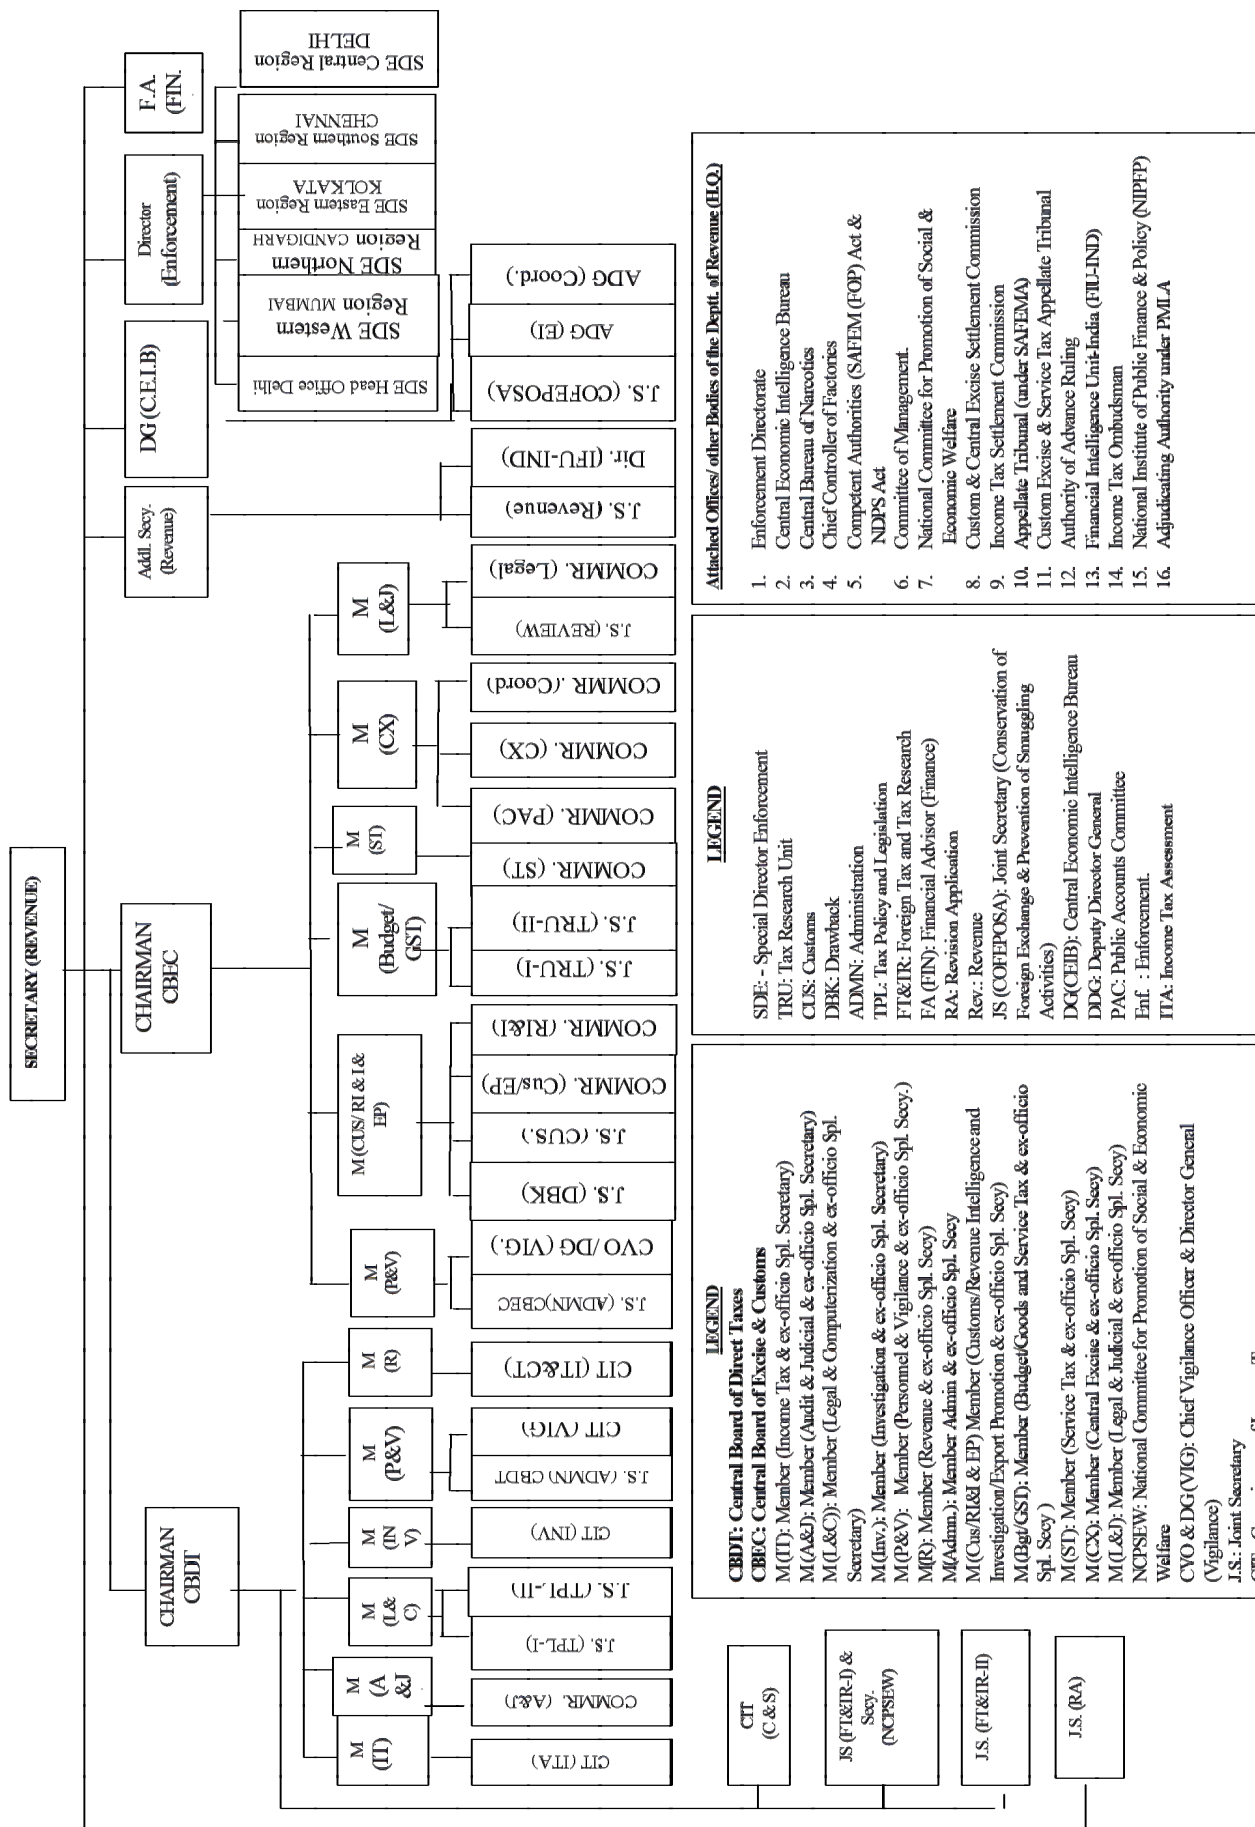 SECRETARY (REVENUE)
CHAIRMAN
CBDT
CHAIRMAN
CBEC
Addl. Secy.
(Revenue)
DG (C.E.I.B)
Director
(Enforcement)
F.A.
(FIN.
M
(IT)
M
(A
&J
M
(L&
C)
M
(IN
V)
M
(P&V)
M
(R)
M
(P&V)
M (CUS/ RI & I &
EP)
M
(Budget/
GST)
M
(ST)
M
(CX)
M
(L&J)
CIT (ITA)
COMMR. (A&J)
J.S. (TPL-I)
J.S. (TPL-II)
CIT (INV)
J.S. (ADMN) CBDT
CIT (VIG)
CIT (IT&CT)
J.S. (ADMN)CBEC
CVO /DG (VIG.)
J.S. (DBK)
J.S. (CUS.)
COMMR. (Cus/EP)
COMMR. (RI&I)
J.S. (TRU-I)
J.S. (TRU-II)
COMMR. (ST)
COMMR. (PAC)
COMMR. (CX)
COMMR. (Coord)
J.S. (REVIEW)
COMMR. (Legal)
J.S. (Revenue)
Dir. (IFU-IND)
J.S. (COFEPOSA)
ADG (EI)
ADG (Coord.)
SDE Head Office Delhi
SDE Western
Region MUMBAI
SDE Northern
Region CANDIGARH
SDE Eastern Region
KOLKATA
SDE Southern Region
CHENNAI
SDE Central Region
DELHI
CIT
(C & S)
JS (FT&IR-I) &
Secy.
(NCPSEW)
J.S. (FT&IR-II)
J.S. (RA)
LEGEND
CBDT: Central Board of Direct Taxes
CBEC: Central Board of Excise & Customs
M(IT): Member (Income Tax & ex-officio Spl. Secretary)
M(A&J): Member (Audit & Judicial & ex-officio Spl. Secretary)
M(L&C)): Member (Legal & Computerization & ex-officio Spl.
Secretary)
M(Inv.): Member (Investigation & ex-officio Spl. Secretary)
M(P&V): Member (Personnel & Vigilance & ex-officio Spl. Secy.)
M(R): Member (Revenue & ex-officio Spl. Secy)
M(Admn.): Member Admin & ex-officio Spl. Secy
M(Cus/RI&I & EP) Member (Customs/Revenue Intelligence and
Investigation/Export Promotion & ex-officio Spl. Secy)
M(Bgt/GST): Member (Budget/Goods and Service Tax & ex-officio
Spl. Secy )
M(ST): Member (Service Tax & ex-officio Spl. Secy)
M(CX): Member (Central Excise & ex-officio Spl. Secy)
M(L&J): Member (Legal & Judicial & ex-officio Spl. Secy)
NCPSEW: National Committee for Promotion of Social & Economic
Welfare
CVO & DG (VIG): Chief Vigilance Officer & Director General
(Vigilance)
J.S.: Joint Secretary
LEGEND
SDE: - Special Director Enforcement
TRU: Tax Research Unit
CUS: Customs
DBK: Drawback
ADMN: Administration
TPL: Tax Policy and Legislation
FT&TR: Foreign Tax and Tax Research
FA (FIN): Financial Advisor (Finance)
RA: Revision Application
Rev.: Revenue
JS (COFEPOSA): Joint Secretary (Conservation of
Foreign Exchange & Prevention of Smuggling
Activities)
DG(CEIB): Central Economic Intelligence Bureau
DDG: Deputy Director General
PAC: Public Accounts Committee
Enf. : Enforcement.
ITA: Income Tax Assessment
Attached Offices/ other Bodies of the Deptt. of Revenue (H.Q.)
1. Enforcement Directorate
2. Central Economic Intelligence Bureau
3. Central Bureau of Narcotics
4. Chief Controller of Factories
5. Competent Authorities (SAFEM (FOP) Act &
NDPS Act
6. Committee of Management.
7. National Committee for Promotion of Social &
Economic Welfare
8. Custom & Central Excise Settlement Commission
9. Income Tax Settlement Commission
10. Appellate Tribunal (under SAFEMA)
11. Custom Excise & Service Tax Appellate Tribunal
12. Authority of Advance Ruling
13. Financial Intelligence Unit-India (FIU-IND)
14. Income Tax Ombudsman
15. National Institute of Public Finance & Policy (NIPFP)
16. Adjudicating Authority under PMLA